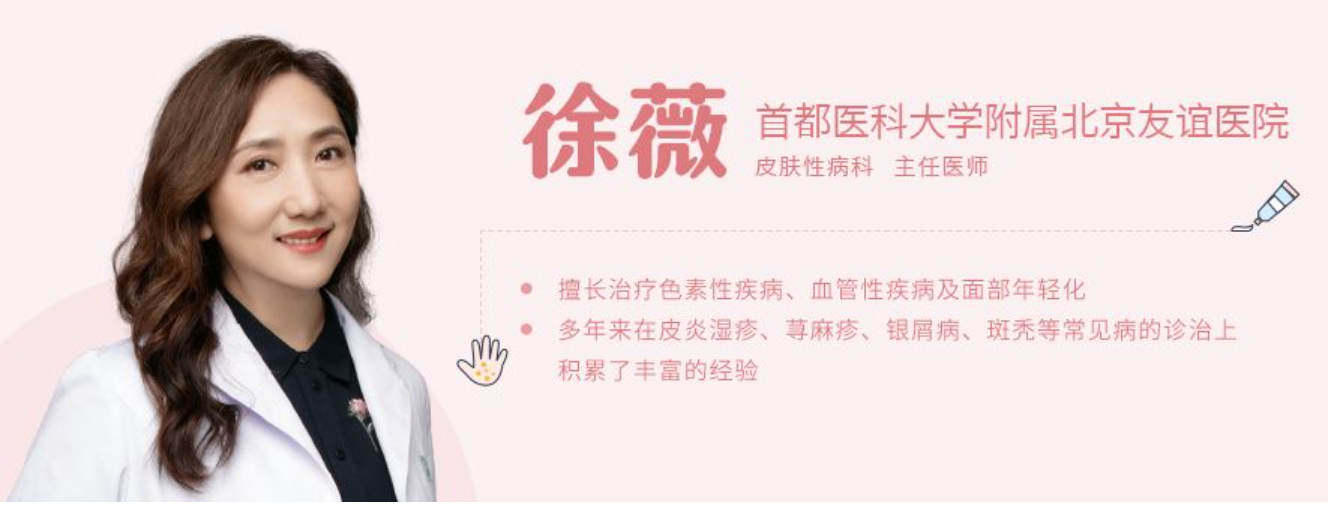 徐薇
首都医科大学附属北京友谊医院
皮肤性病科 主任医师
擅长治疗色素性疾病、血管性疾病及面部年轻化
多年来在皮炎湿疹、荨麻疹、银屑病、斑秃等常见病的诊治上
积累了丰富的经验